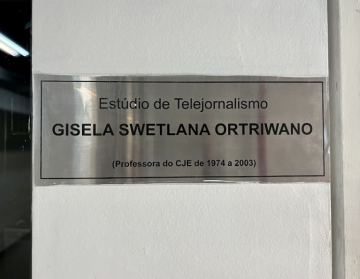 Estúdio de Telejornalismo
GISELA SWETLANA ORTRIWANO
(Professora do CJE de 1974 a 2003)